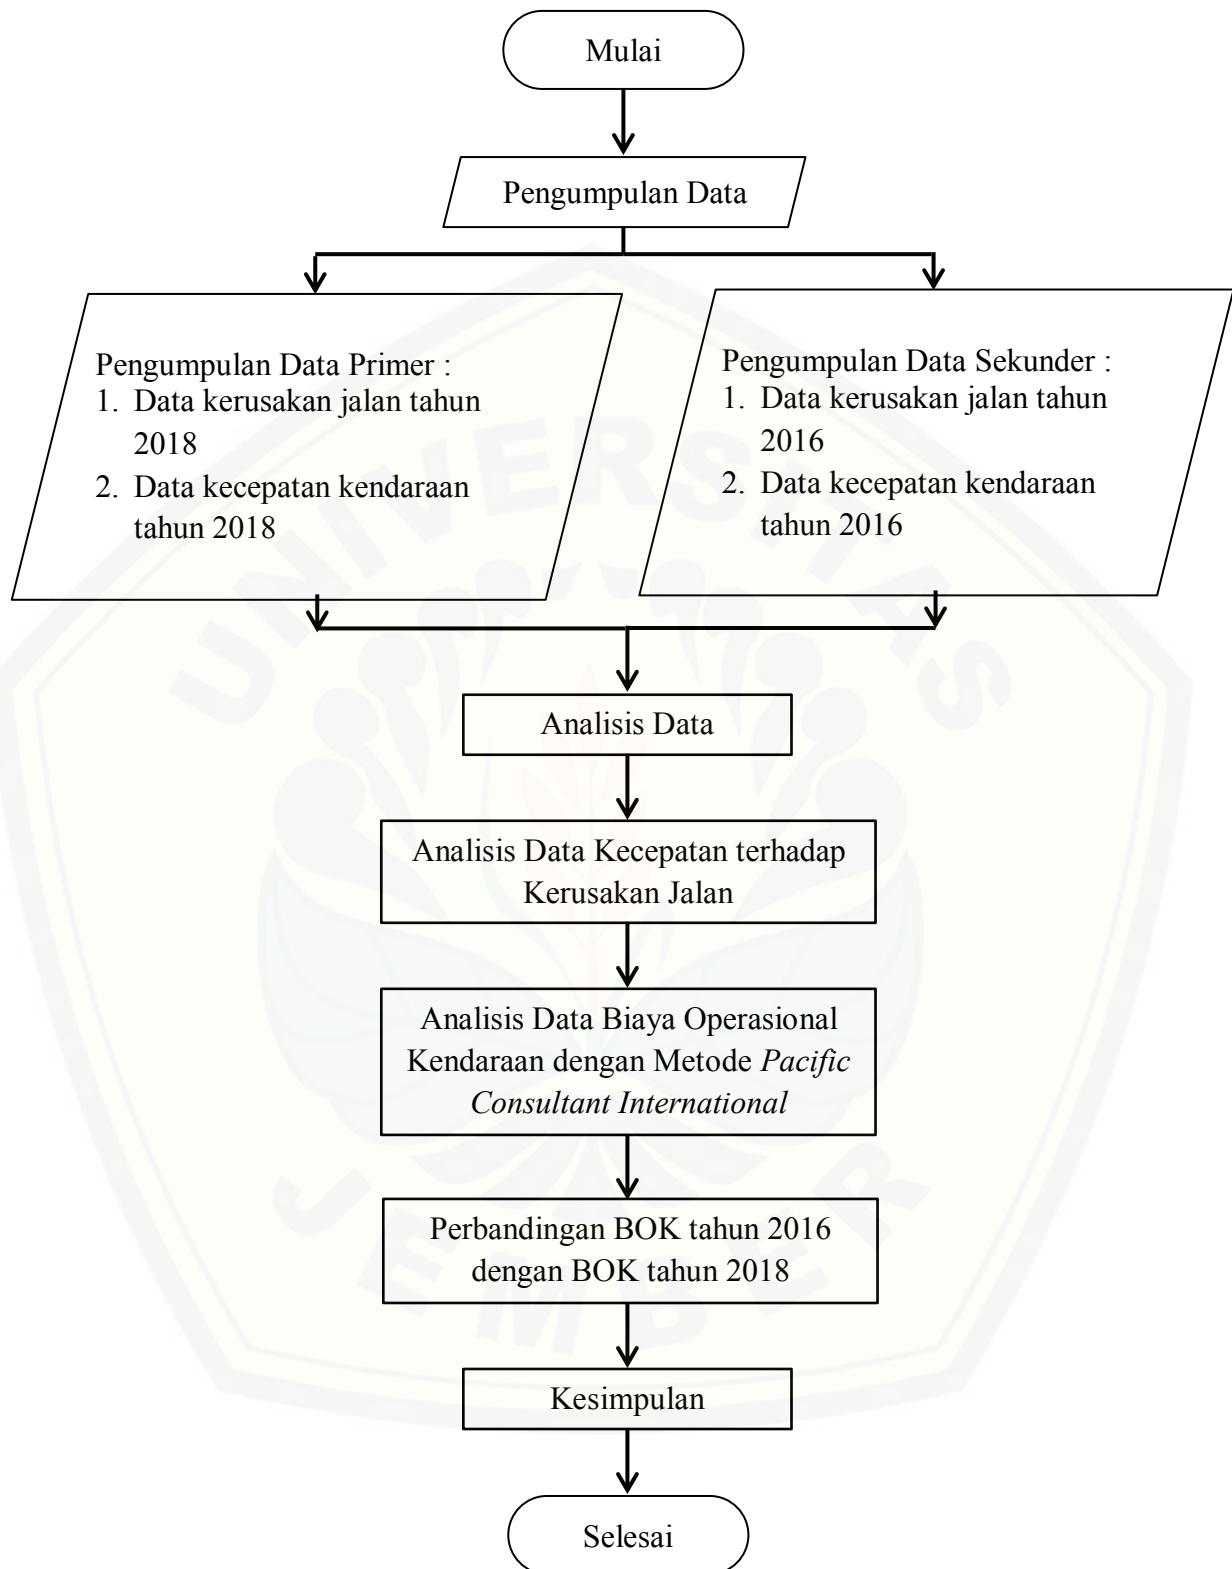 Mulai
Pengumpulan Data
Pengumpulan Data Primer :
1. Data kerusakan jalan tahun
2018
2. Data kecepatan kendaraan
tahun 2018
Pengumpulan Data Sekunder :
1. Data kerusakan jalan tahun
2016
2. Data kecepatan kendaraan
tahun 2016
Analisis Data
Analisis Data Kecepatan terhadap
Kerusakan Jalan
Analisis Data Biaya Operasional
Kendaraan dengan Metode Pacific
Consultant International
Perbandingan BOK tahun 2016
dengan BOK tahun 2018
Kesimpulan
Selesai
UNIVERSITAS
JEMBER